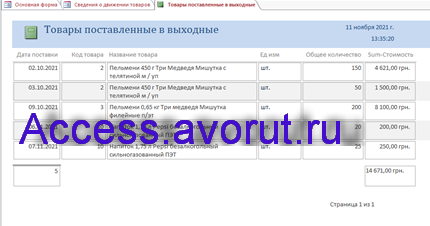 Основная форма Сведения о движении товаров Товары поставленные в выходные
Товары поставленные в выходные
11 ноября 2021 г.
13:35:20
Дата поставки Код товара Название товара Ед изм Общее количество Sum-Стоимость
02.10.2021 2 Пельмени 450 г Три Медведя Мишутка с шт. 150 4 621,00 грн.
телятиной м / уп
03.10.2021 2 Пельмени 450 г Три Медведя Мишутка с шт. 50 1 500,00 грн.
телятиной м / уп
09.10.2021 3 Пельмени 0,65 кг Три медведя Мишутка шт. 200 8 100,00 грн.
филейные п/эт
20 200,00 грн.
Access.avorut.ru
07.11.2021 10 Напиток 1,75 л Pepsi безалкогольный шт. 25 250,00 грн.
сильногазованный ПЭТ
5 14 671,00 грн.
Страница 1 из 1